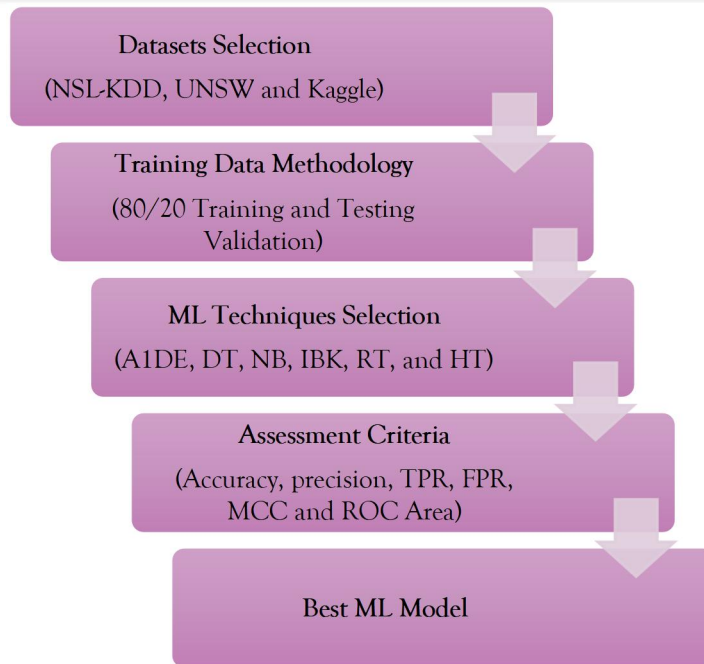 Datasets Selection
(NSL-KDD, UNSW and Kaggle)
Training Data Methodology
(80/20 Training and Testing
Validation)
ML Techniques Selection
(A1DE, DT, NB, IBK, RT, and HT)
Assessment Criteria
(Accuracy, precision, TPR, FPR,
MCC and ROC Area)
Best ML Model